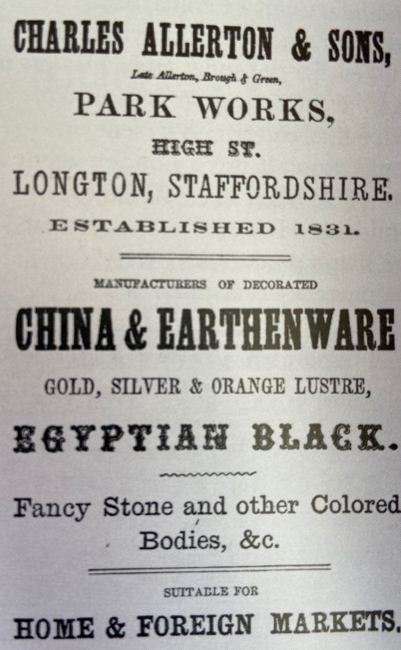 CHARLES ALLERTON & SONS,
Late Allerton, Brough & Green,
PARK WORKS,
HIGH ST.
LONGTON, STAFFORDSHIRE.
ESTABLISHED 1831.
MANUFACTURERS OF DECORATED
CHINA & EARTHENWARE
GOLD, SILVER & ORANGE LUSTRE,
EGYPTIAN BLACK.
Fancy Stone and other Colored
Bodies, &c.
SUITABLE FOR
HOME & FOREIGN MARKETS.